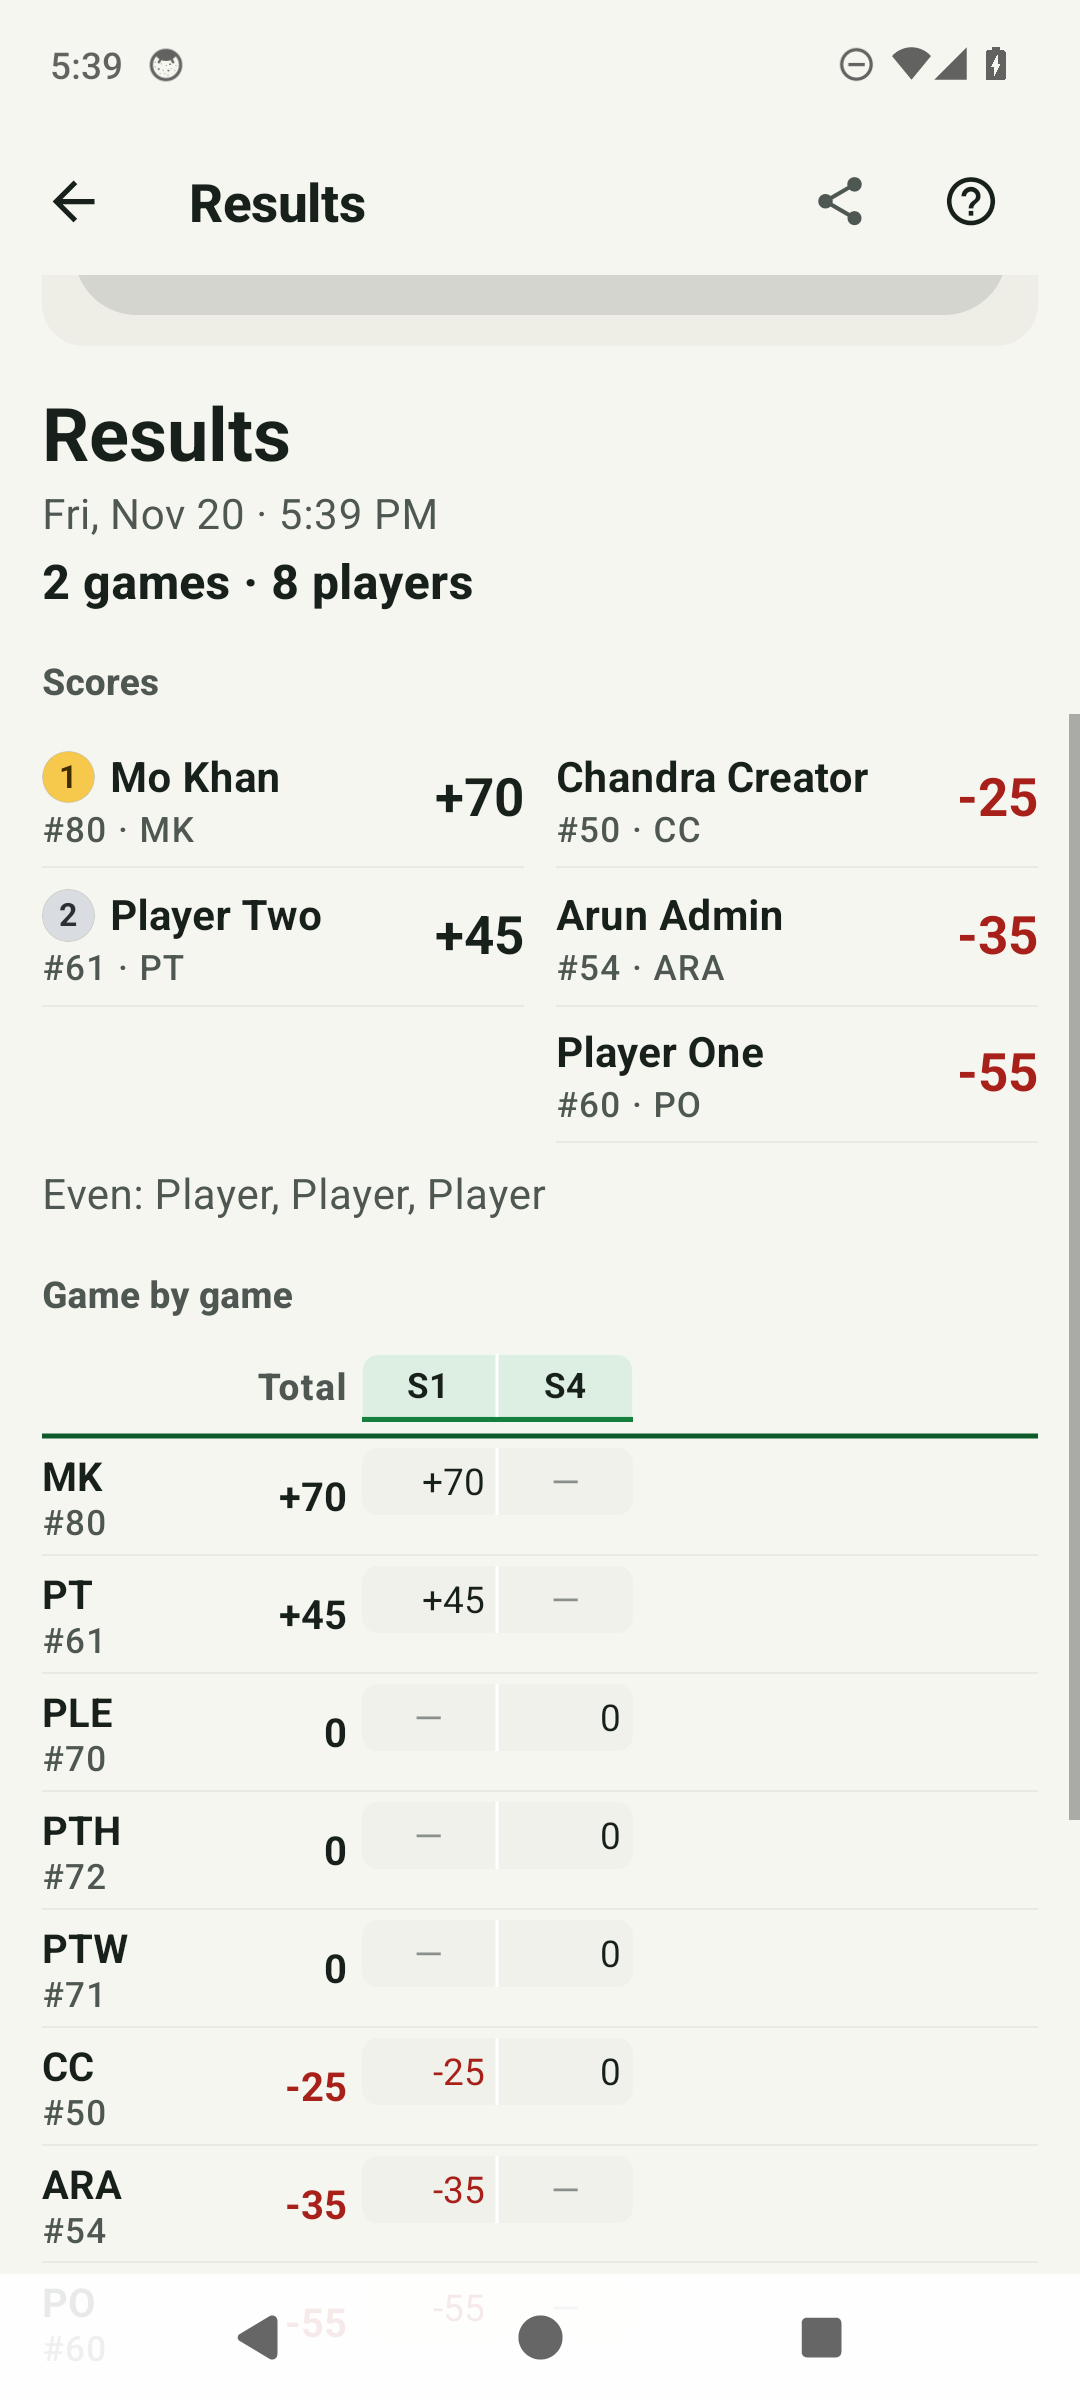 5:39
Results
Results
Fri, Nov 20 · 5:39 PM
2 games · 8 players
Scores
1 Mo Khan +70
#80 · MK
Chandra Creator -25
#50 · CC
2 Player Two +45
#61 · PT
Arun Admin -35
#54 · ARA
Player One -55
#60 · PO
Even: Player, Player, Player
Game by game
Total S1 S4
MK +70 +70 —
#80
PT +45 +45 —
#61
PLE 0 — 0
#70
PTH 0 — 0
#72
PTW 0 — 0
#71
CC -25 -25 0
#50
ARA -35 -35 —
#54
PO -55 -55 —
#60